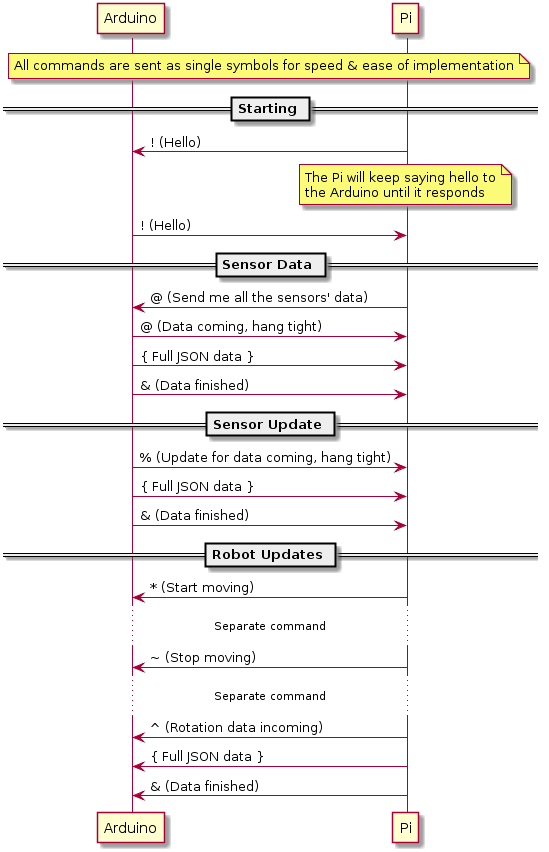 Arduino
Pi
All commands are sent as single symbols for speed & ease of implementation
Starting
! (Hello)
The Pi will keep saying hello to
the Arduino until it responds
! (Hello)
Sensor Data
@ (Send me all the sensors' data)
@ (Data coming, hang tight)
{ Full JSON data }
& (Data finished)
Sensor Update
% (Update for data coming, hang tight)
{ Full JSON data }
& (Data finished)
Robot Updates
* (Start moving)
Separate command
~ (Stop moving)
Separate command
^ (Rotation data incoming)
{ Full JSON data }
& (Data finished)
Arduino
Pi